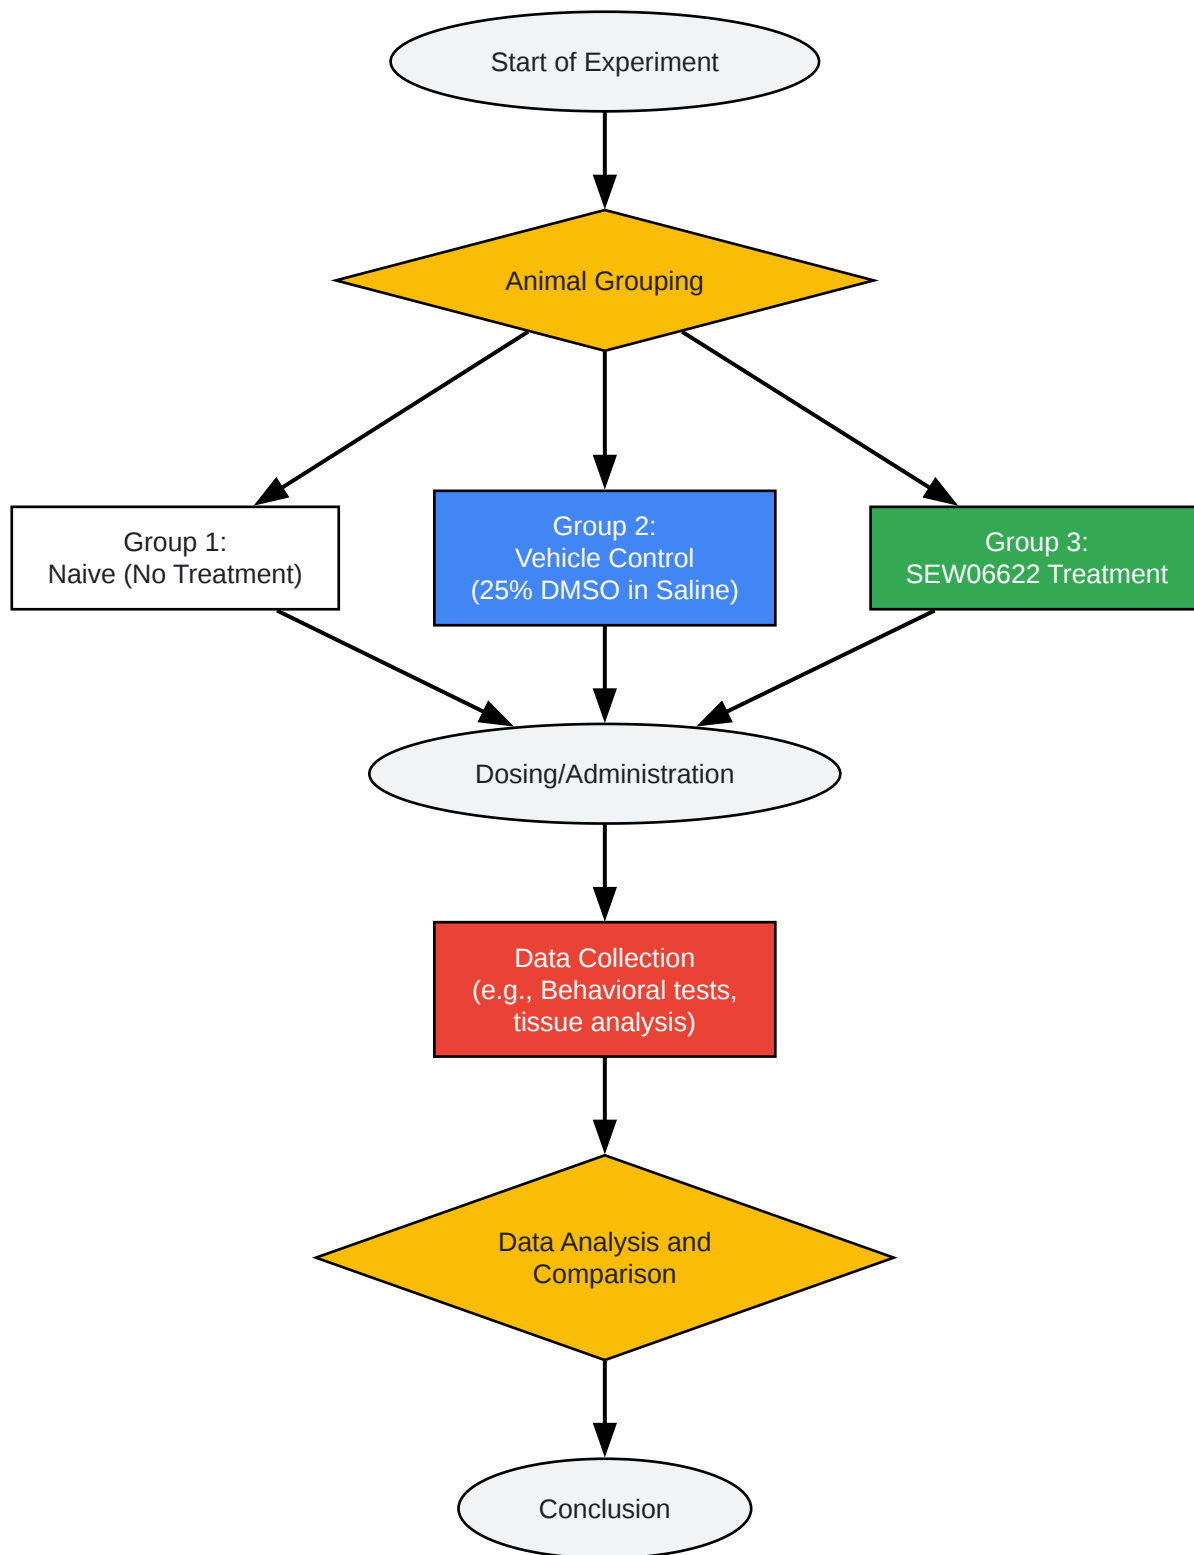 Start of Experiment
Animal Grouping
Group 1:
Naive (No Treatment)
Group 2:
Vehicle Control
(25% DMSO in Saline)
Group 3:
SEW06622 Treatment
Dosing/Administration
Data Collection
(e.g., Behavioral tests,
tissue analysis)
Data Analysis and
Comparison
Conclusion